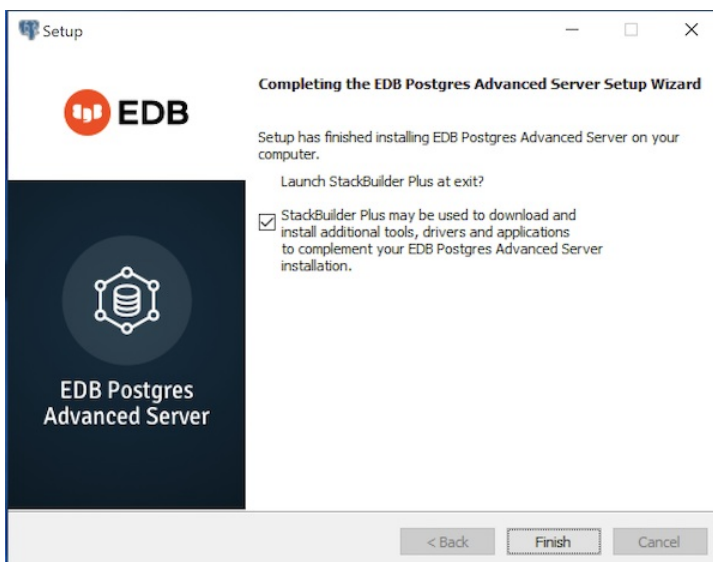 Setup
EDB
Completing the EDB Postgres Advanced Server Setup Wizard
Setup has finished installing EDB Postgres Advanced Server on your
computer.
Launch StackBuilder Plus at exit?
StackBuilder Plus may be used to download and
install additional tools, drivers and applications
to complement your EDB Postgres Advanced Server
installation.
EDB Postgres
Advanced Server
< Back
Finish
Cancel